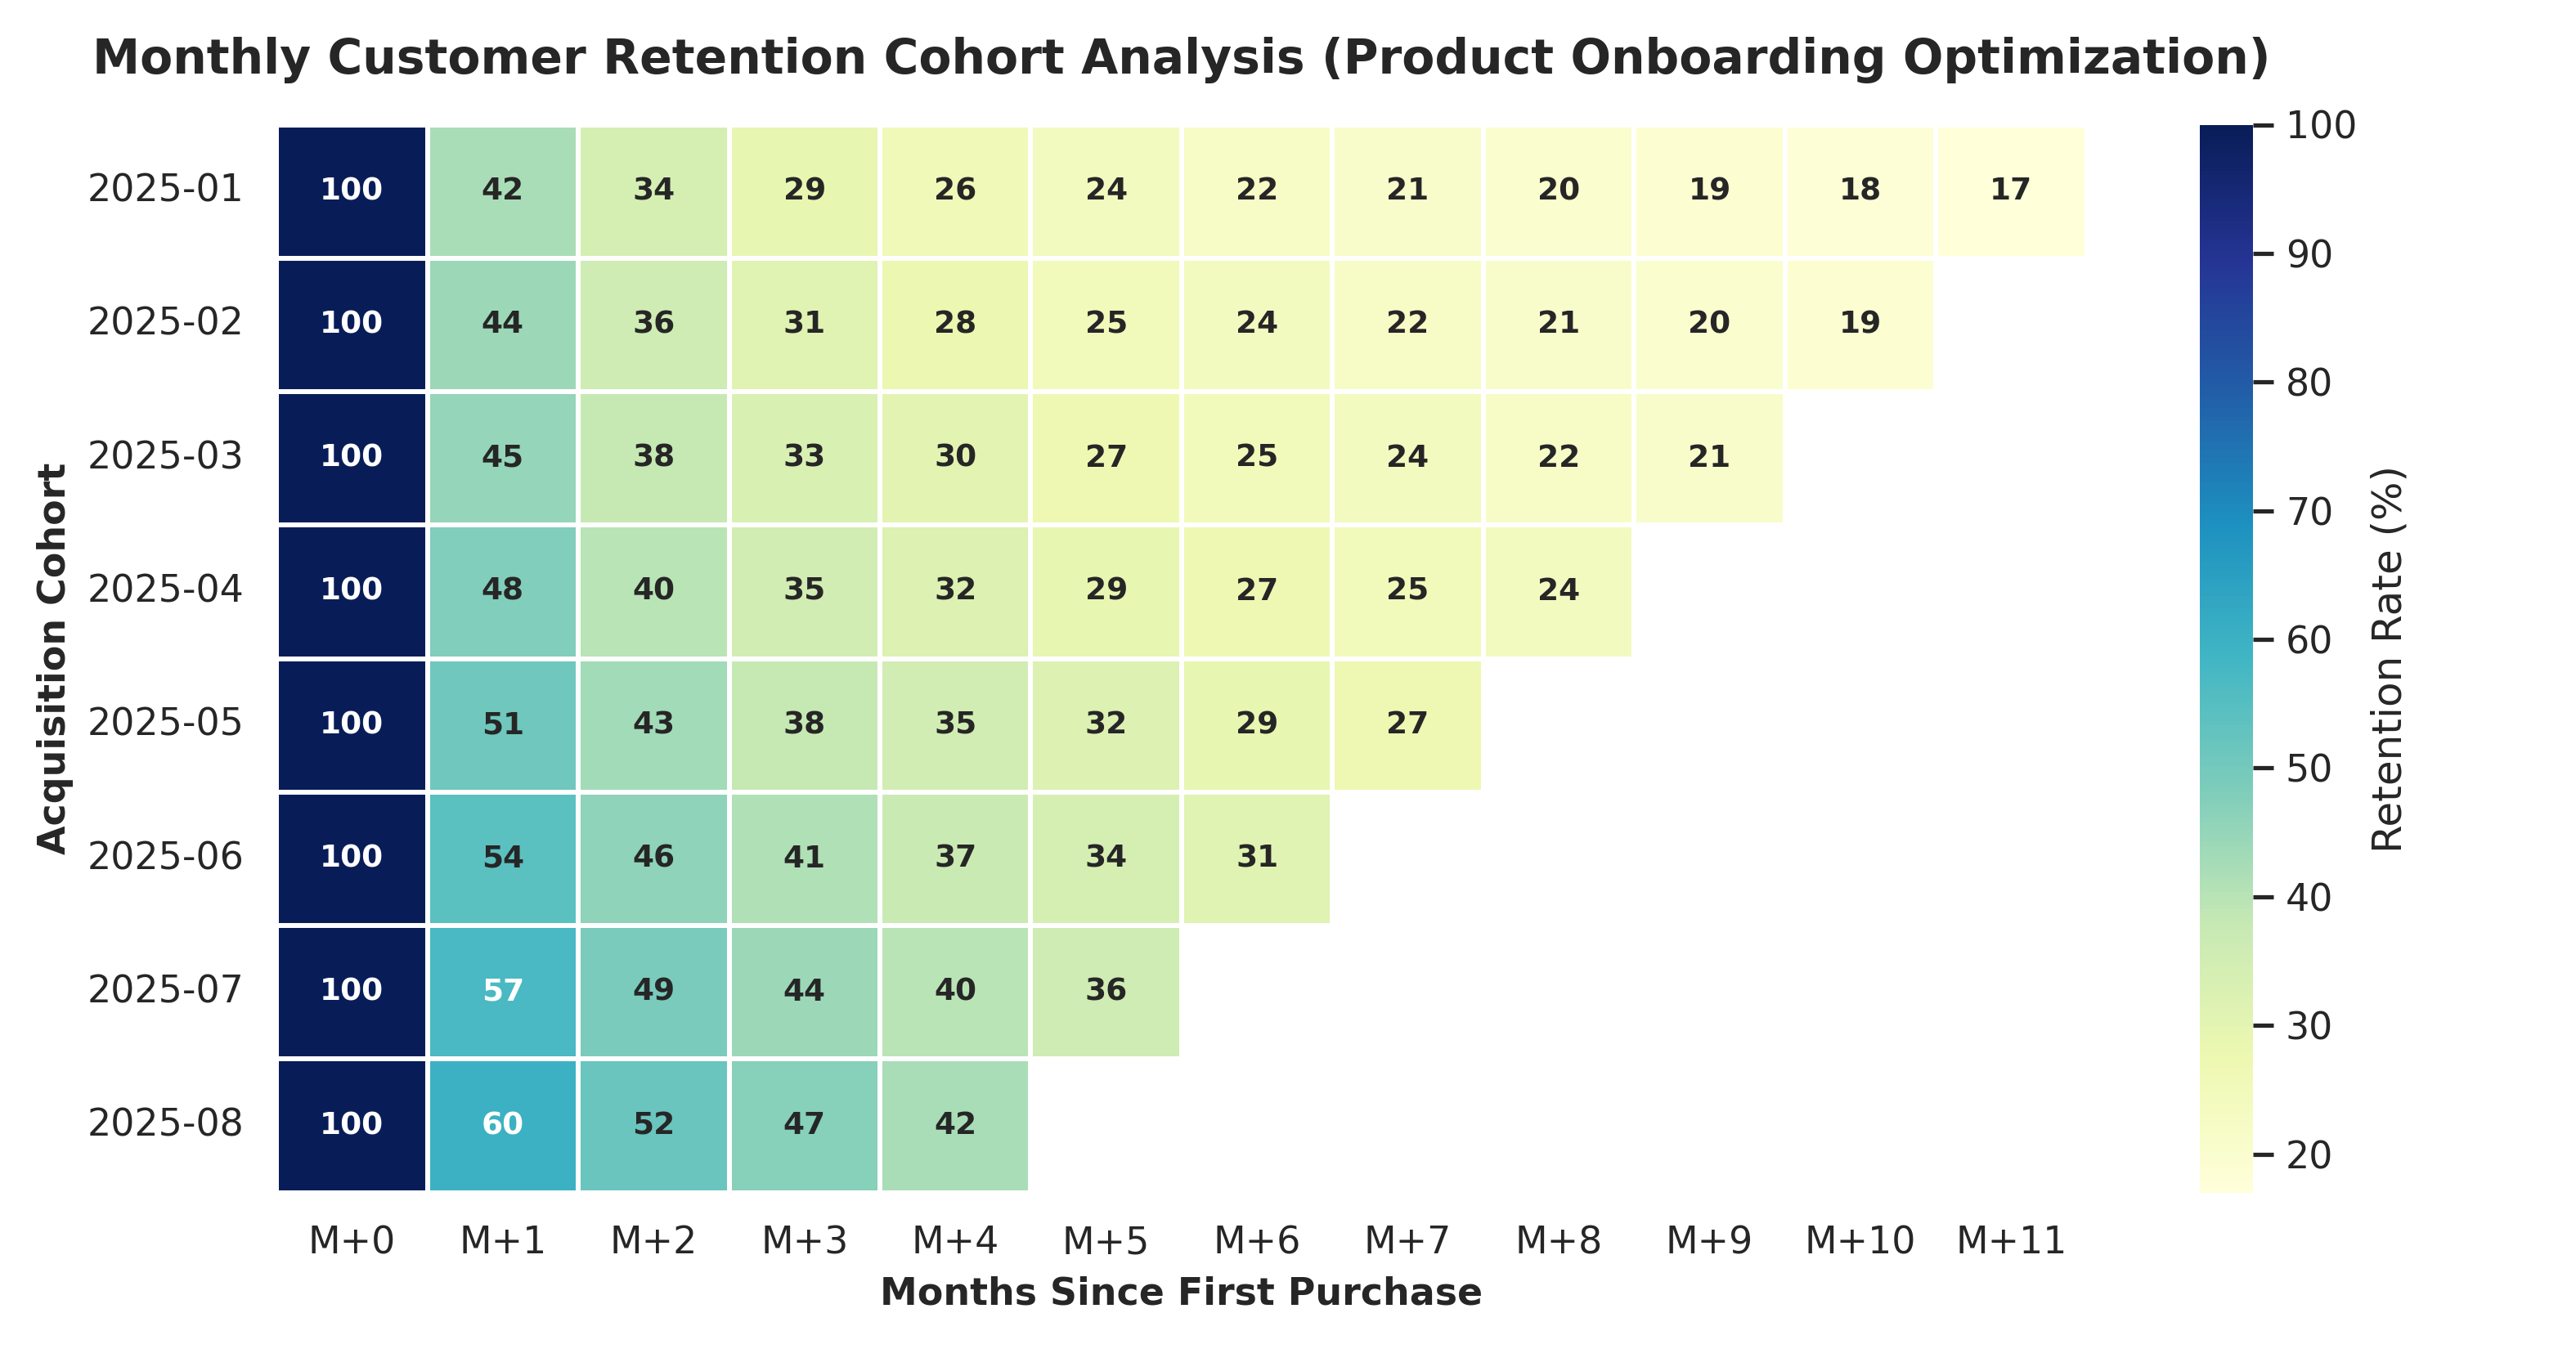 Monthly Customer Retention Cohort Analysis (Product Onboarding Optimization)
Acquisition Cohort
2025-01 100 42 34 29 26 24 22 21 20 19 18 17
2025-02 100 44 36 31 28 25 24 22 21 20 19
2025-03 100 45 38 33 30 27 25 24 22 21
2025-04 100 48 40 35 32 29 27 25 24
2025-05 100 51 43 38 35 32 29 27
2025-06 100 54 46 41 37 34 31
2025-07 100 57 49 44 40 36
2025-08 100 60 52 47 42
M+0 M+1 M+2 M+3 M+4 M+5 M+6 M+7 M+8 M+9 M+10 M+11
Months Since First Purchase
100
90
80
70
60
50
40
30
20
Retention Rate (%)